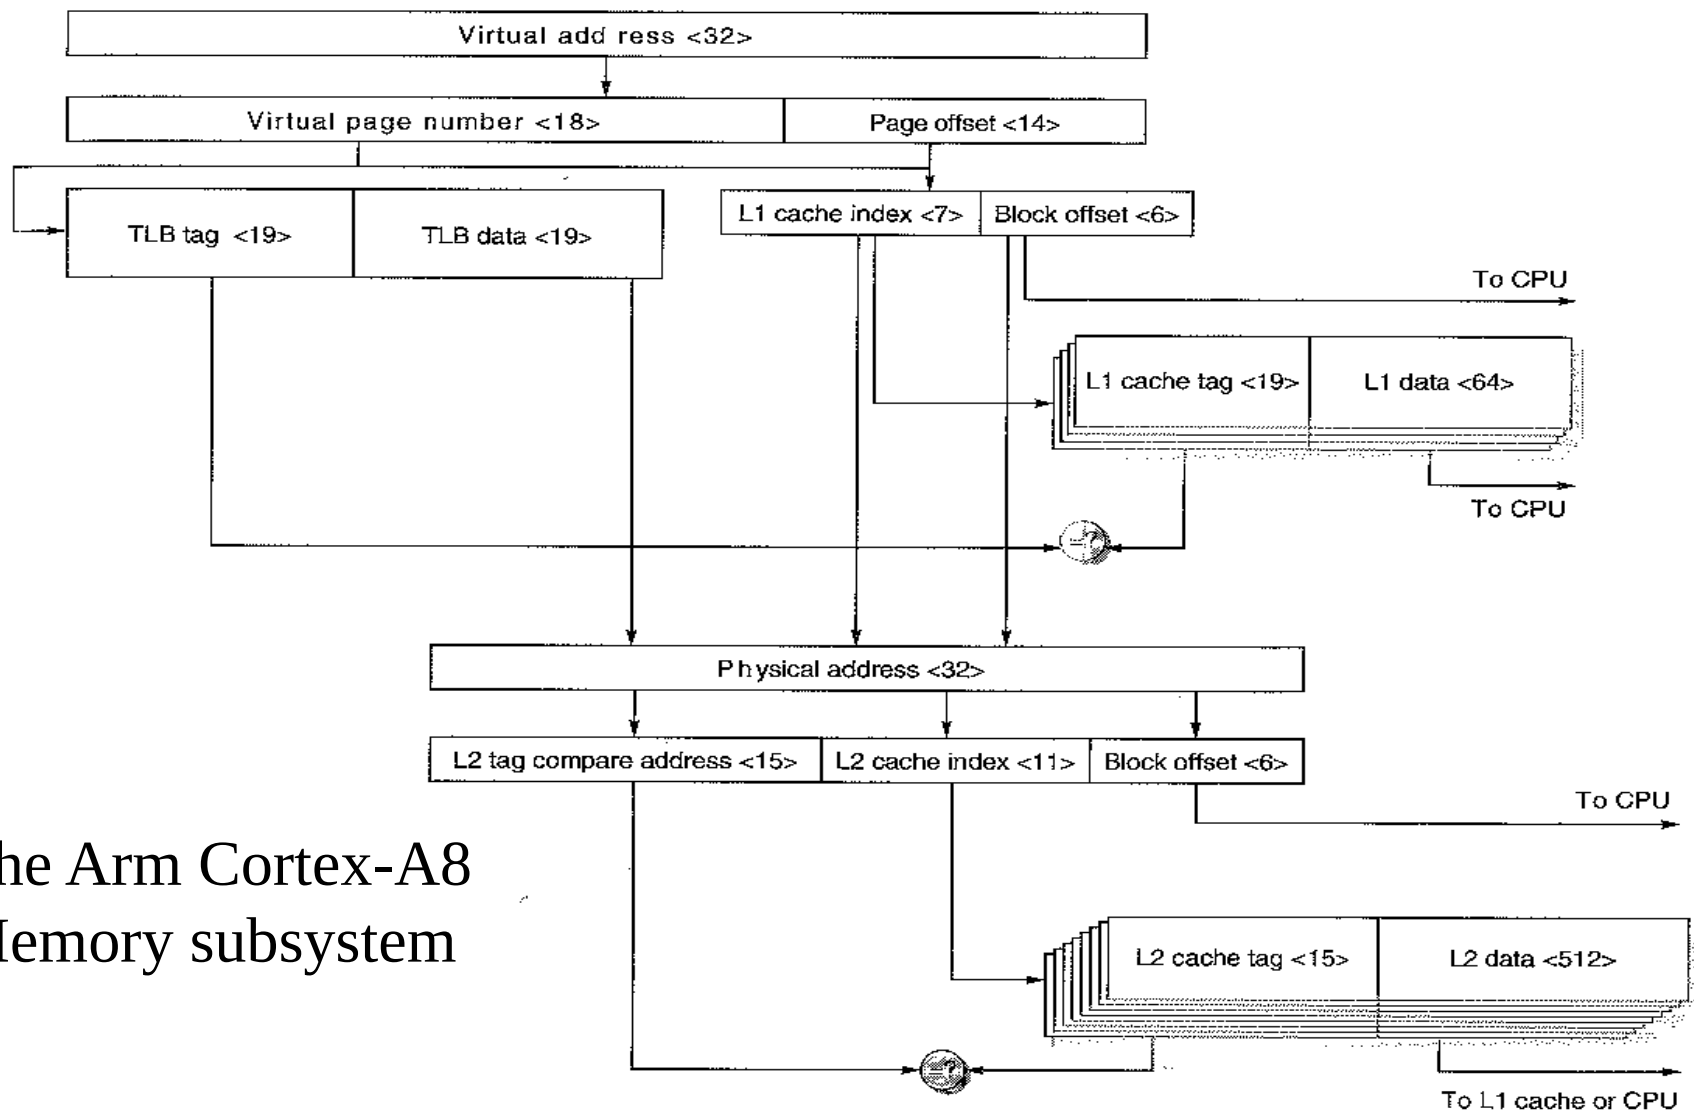 Virtual add ress <32>
Virtual page number <18> Page offset <14>
TLB tag <19> TLB data <19> L1 cache index <7> Block offset <6>
To CPU
L1 cache tag <19> L1 data <64>
To CPU
=?
Physical address <32>
L2 tag compare address <15> L2 cache index <11> Block offset <6>
To CPU
he Arm Cortex-A8
emory subsystem
L2 cache tag <15> L2 data <512>
=?
To L1 cache or CPU